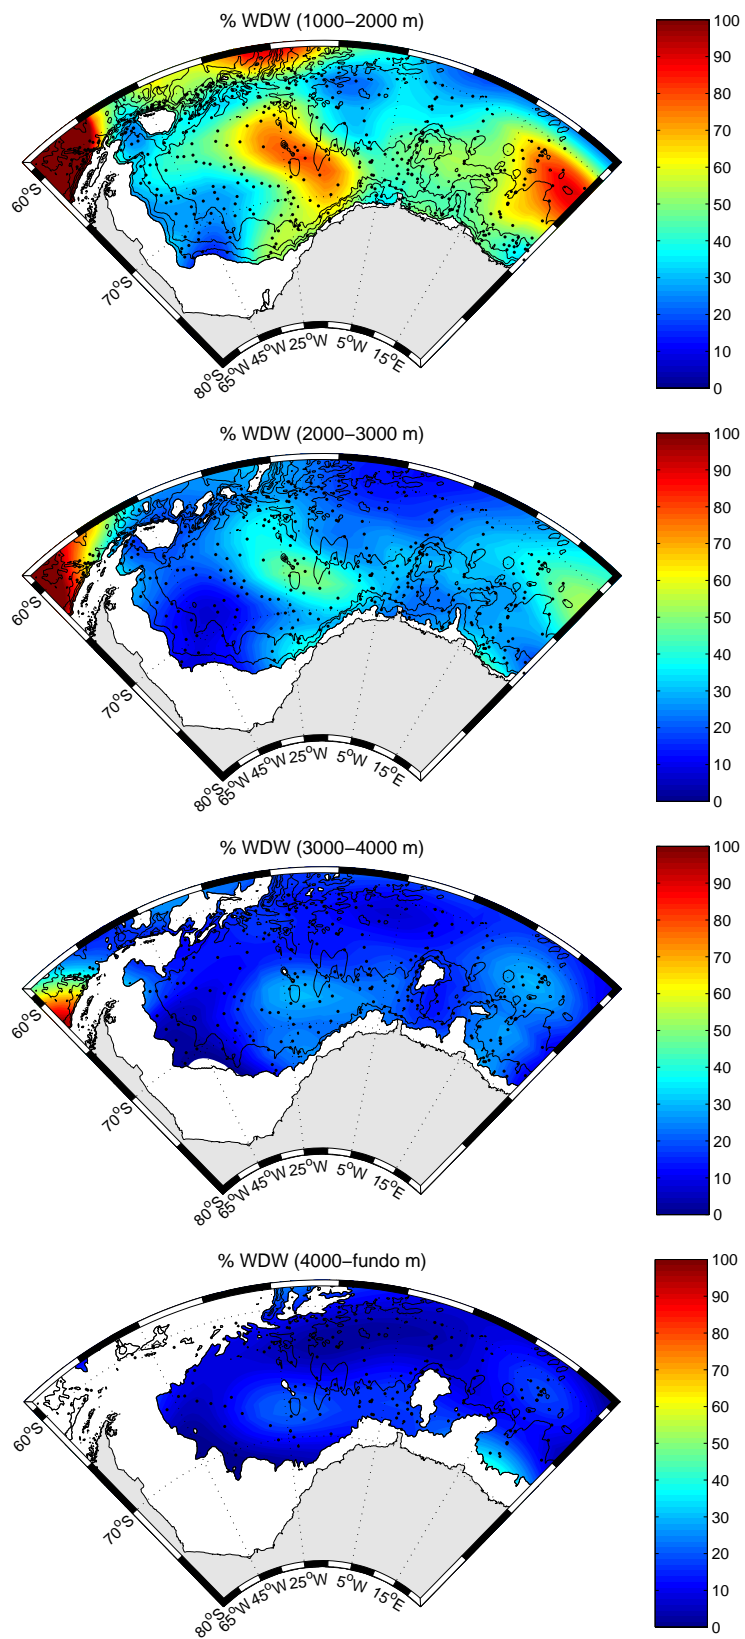 % WDW (1000–2000 m)
100
90
80
70
60
50
40
30
20
10
0
60°S
70°S
80°S
65°W
45°W
25°W
5°W
15°E
% WDW (2000–3000 m)
100
90
80
70
60
50
40
30
20
10
0
60°S
70°S
80°S
65°W
45°W
25°W
5°W
15°E
% WDW (3000–4000 m)
100
90
80
70
60
50
40
30
20
10
0
60°S
70°S
80°S
65°W
45°W
25°W
5°W
15°E
% WDW (4000–fundo m)
100
90
80
70
60
50
40
30
20
10
0
60°S
70°S
80°S
65°W
45°W
25°W
5°W
15°E